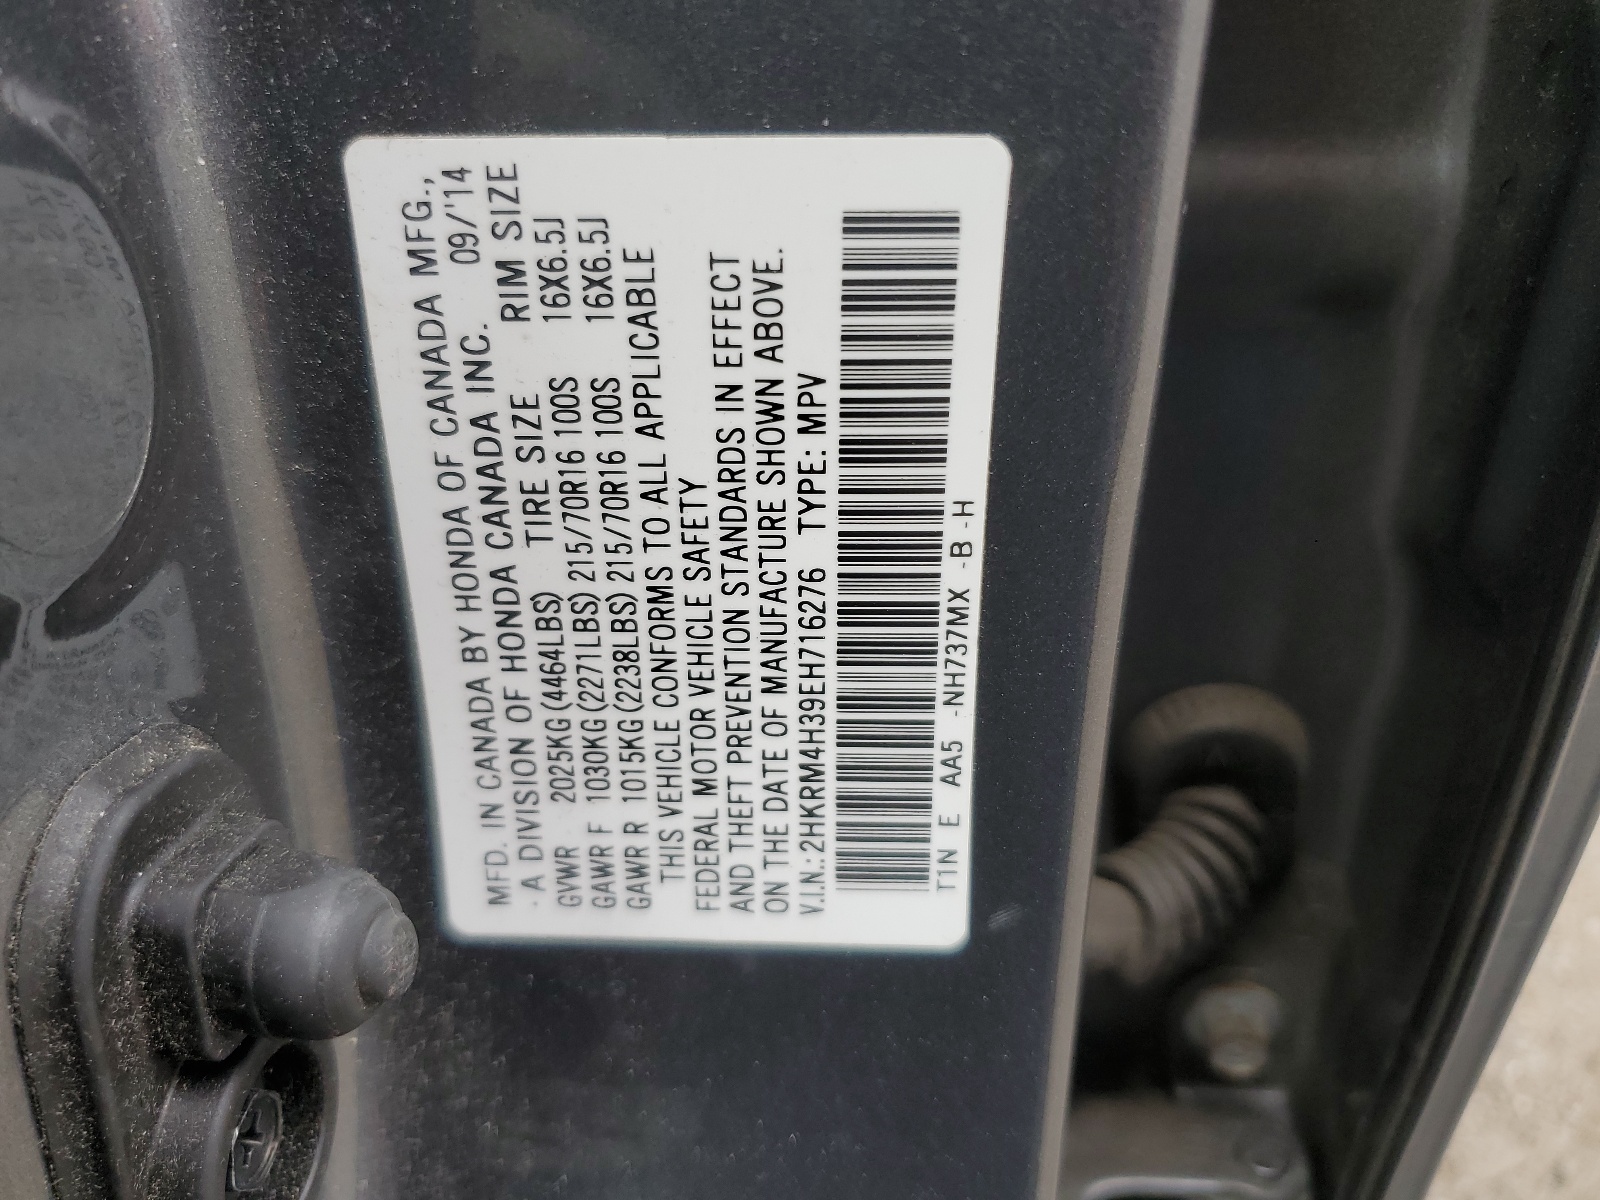 MFD. IN CANADA BY HONDA OF CANADA MFG.,
· A DIVISION OF HONDA CANADA INC. 09/'14
TIRE SIZE RIM SIZE
GVWR 2025KG (4464LBS)
GAWR F 1030KG (2271LBS) 215/70R16 100S 16X6.5J
GAWR R 1015KG (2238LBS) 215/70R16 100S 16X6.5J
THIS VEHICLE CONFORMS TO ALL APPLICABLE
FEDERAL MOTOR VEHICLE SAFETY
AND THEFT PREVENTION STANDARDS IN EFFECT
ON THE DATE OF MANUFACTURE SHOWN ABOVE.
V.I.N.: 2HKRM4H39EH716276 TYPE: MPV
T1N E AA5 -NH737MX -B -H